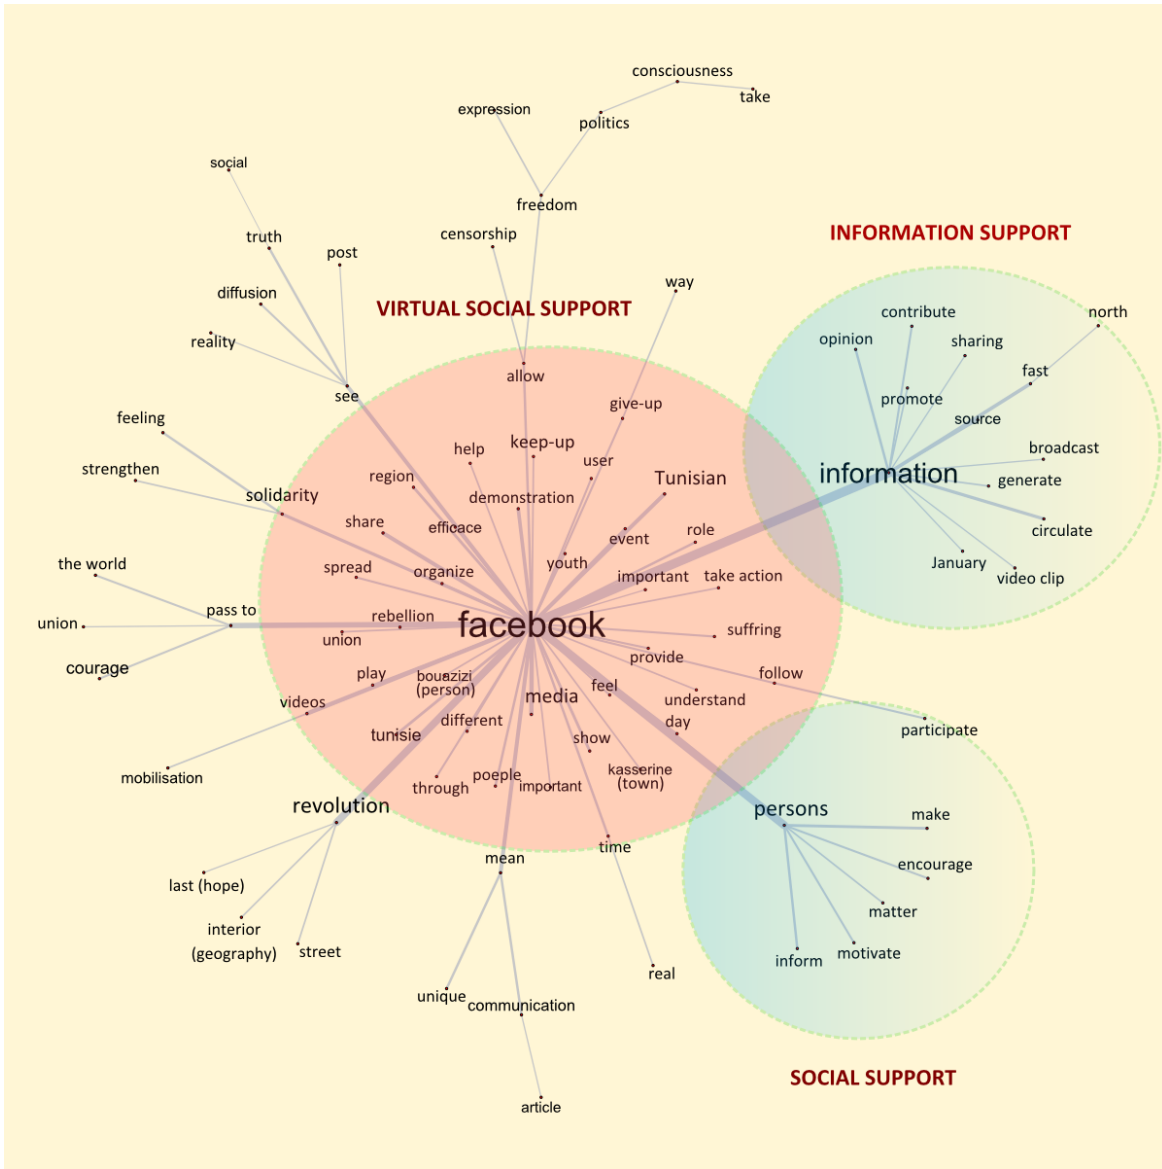 consciousness
take
expression
politics
social
freedom
censorship
truth
post
INFORMATION SUPPORT
way
diffusion
VIRTUAL SOCIAL SUPPORT
contribute
north
reality
opinion
sharing
allow
fast
see
promote
give-up
feeling
source
keep-up
help
broadcast
user
strengthen
region
Tunisian
information
generate
solidarity
demonstration
share
efficace
role
circulate
event
the world
spread
organize
youth
January
important
take action
video clip
pass to
rebellion
union
facebook
union
suffring
provide
courage
play
bouazizi
(person)
follow
feel
videos
media
understand
different
day
participate
tunisie
show
mobilisation
through
poeple
important
kasserine
(town)
revolution
persons
make
mean
time
encourage
last (hope)
matter
interior
(geography)
street
inform
motivate
real
unique
communication
SOCIAL SUPPORT
article